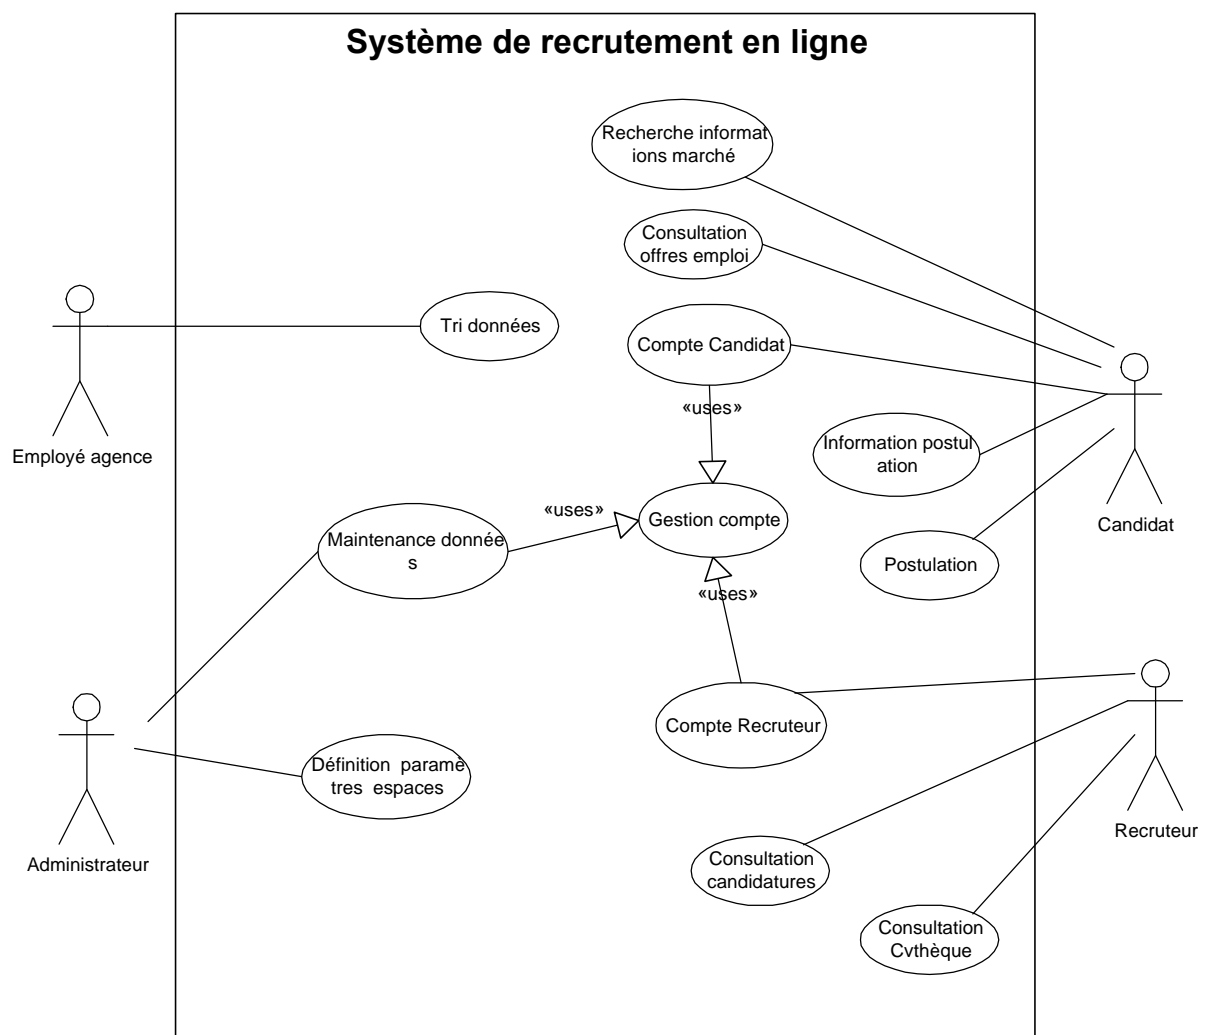 Système de recrutement en ligne
Recherche informat
ions marché
Consultation
offres emploi
Tri données
Compte Candidat
«uses»
Employé agence
Information postul
ation
Candidat
«uses»
Gestion compte
Maintenance donnée
s
Postulation
«uses»
Compte Recruteur
Définition paramè
tres espaces
Administrateur
Recruteur
Consultation
candidatures
Consultation
Cvthèque